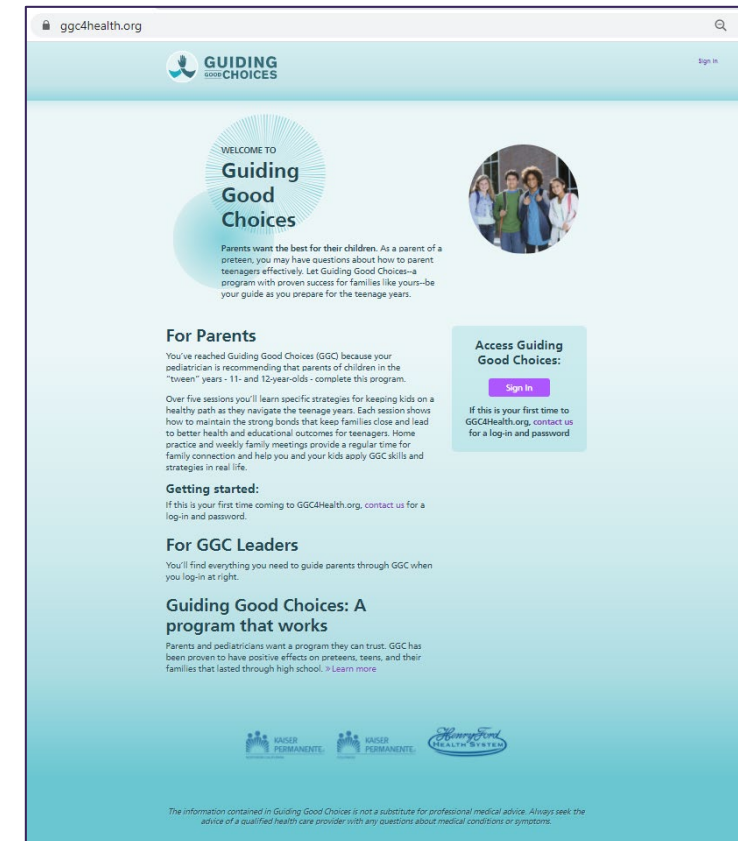 ggc4health.org
GUIDING
GOOD CHOICES
Sign In
WELCOME TO
Guiding
Good
Choices
Parents want the best for their children. As a parent of a
preteen, you may have questions about how to parent
teenagers effectively. Let Guiding Good Choices--a
program with proven success for families like yours--be
your guide as you prepare for the teenage years.
For Parents
You've reached Guiding Good Choices (GGC) because your
pediatrician is recommending that parents of children in the
"tween" years - 11- and 12-year-olds - complete this program.
Over five sessions you'll learn specific strategies for keeping kids on a
healthy path as they navigate the teenage years. Each session shows
how to maintain the strong bonds that keep families close and lead
to better health and educational outcomes for teenagers. Home
practice and weekly family meetings provide a regular time for
family connection and help you and your kids apply GGC skills and
strategies in real life.
Getting started:
If this is your first time coming to GGC4Health.org, contact us for a
log-in and password.
Access Guiding
Good Choices:
Sign In
If this is your first time to
GGC4Health.org, contact us
for a log-in and password
For GGC Leaders
You'll find everything you need to guide parents through GGC when
you log-in at right.
Guiding Good Choices: A
program that works
Parents and pediatricians want a program they can trust. GGC has
been proven to have positive effects on preteens, teens, and their
families that lasted through high school. » Learn more
KAISER
PERMANENTE.
KAISER
PERMANENTE.
Henry Ford
HEALTH SYSTEM
The information contained in Guiding Good Choices is not a substitute for professional medical advice. Always seek the
advice of a qualified health care provider with any questions about medical conditions or symptoms.